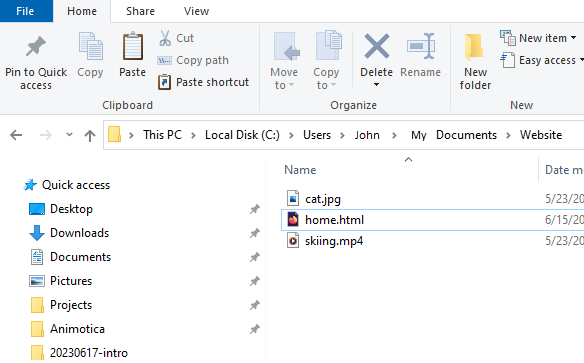 File Home Share View
Pin to Quick access
Copy
Paste
Cut
Copy path
Paste shortcut
Clipboard
Move to
Copy to
Delete
Rename
Organize
New folder
New item
Easy access
New
This PC > Local Disk (C:) > Users > John > My Documents > Website
Name Date m
Quick access
Desktop
Downloads
Documents
Pictures
Projects
Animotica
20230617-intro
cat.jpg 5/23/20
home.html 6/15/20
skiing.mp4 5/23/20